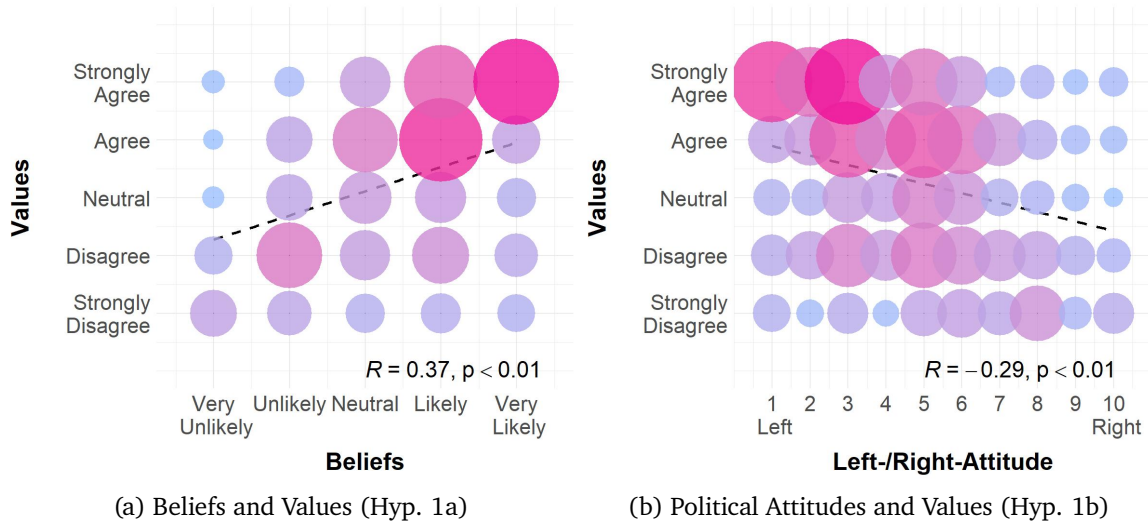 Values
Strongly
Agree
Agree
Neutral
Disagree
Strongly
Disagree
R = 0.37, p < 0.01
Very
Unlikely
Unlikely
Neutral
Likely
Very
Likely
Beliefs
(a) Beliefs and Values (Hyp. 1a)
Values
Strongly
Agree
Agree
Neutral
Disagree
Strongly
Disagree
R = −0.29, p < 0.01
1 2 3 4 5 6 7 8 9 10
Left Right
Left-/Right-Attitude
(b) Political Attitudes and Values (Hyp. 1b)